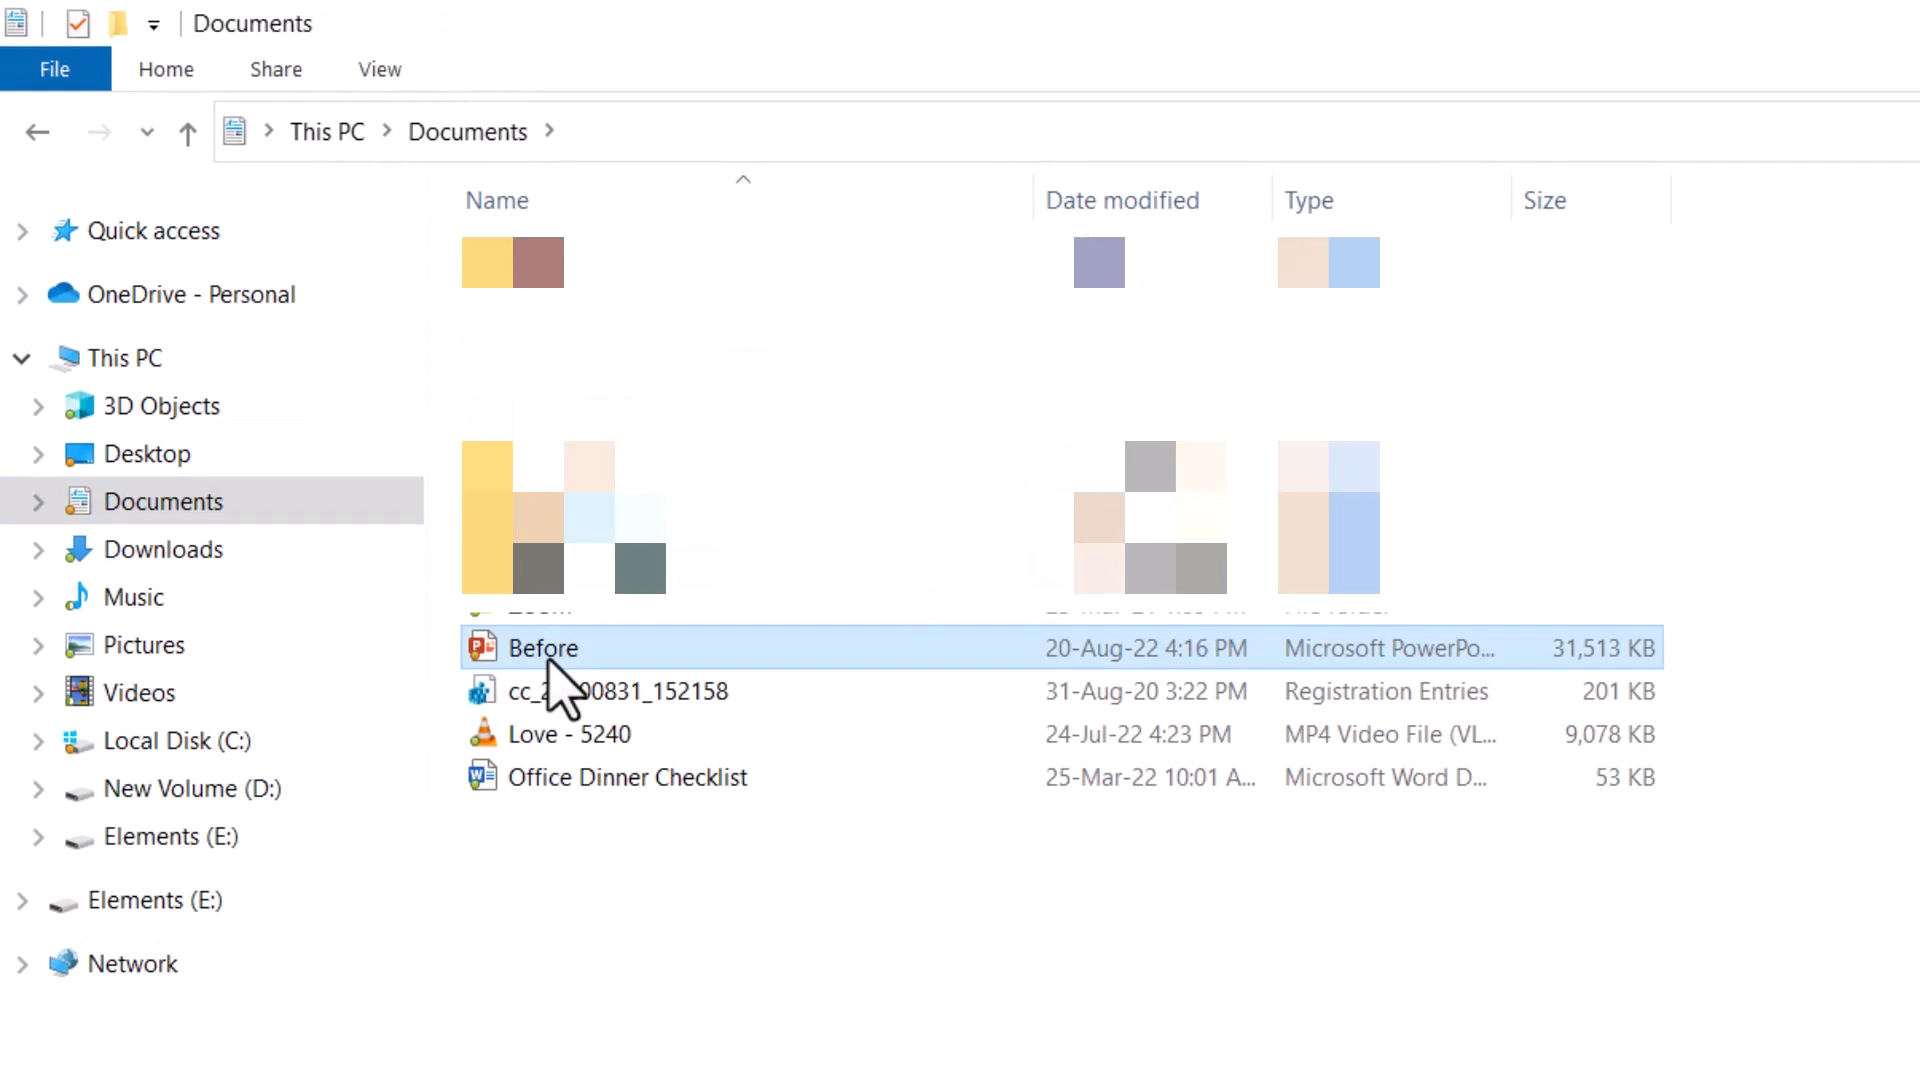 Documents
File Home Share View
This PC Documents
Name Date modified Type Size
Quick access
OneDrive - Personal
This PC
3D Objects
Desktop
Documents
Downloads
Music
Pictures
Videos
Local Disk (C:)
New Volume (D:)
Elements (E:)
Elements (E:)
Network
Before 20-Aug-22 4:16 PM Microsoft PowerPo... 31,513 KB
00831_152158 31-Aug-20 3:22 PM Registration Entries 201 KB
Love - 5240 24-Jul-22 4:23 PM MP4 Video File (VL... 9,078 KB
Office Dinner Checklist 25-Mar-22 10:01 A... Microsoft Word D... 53 KB